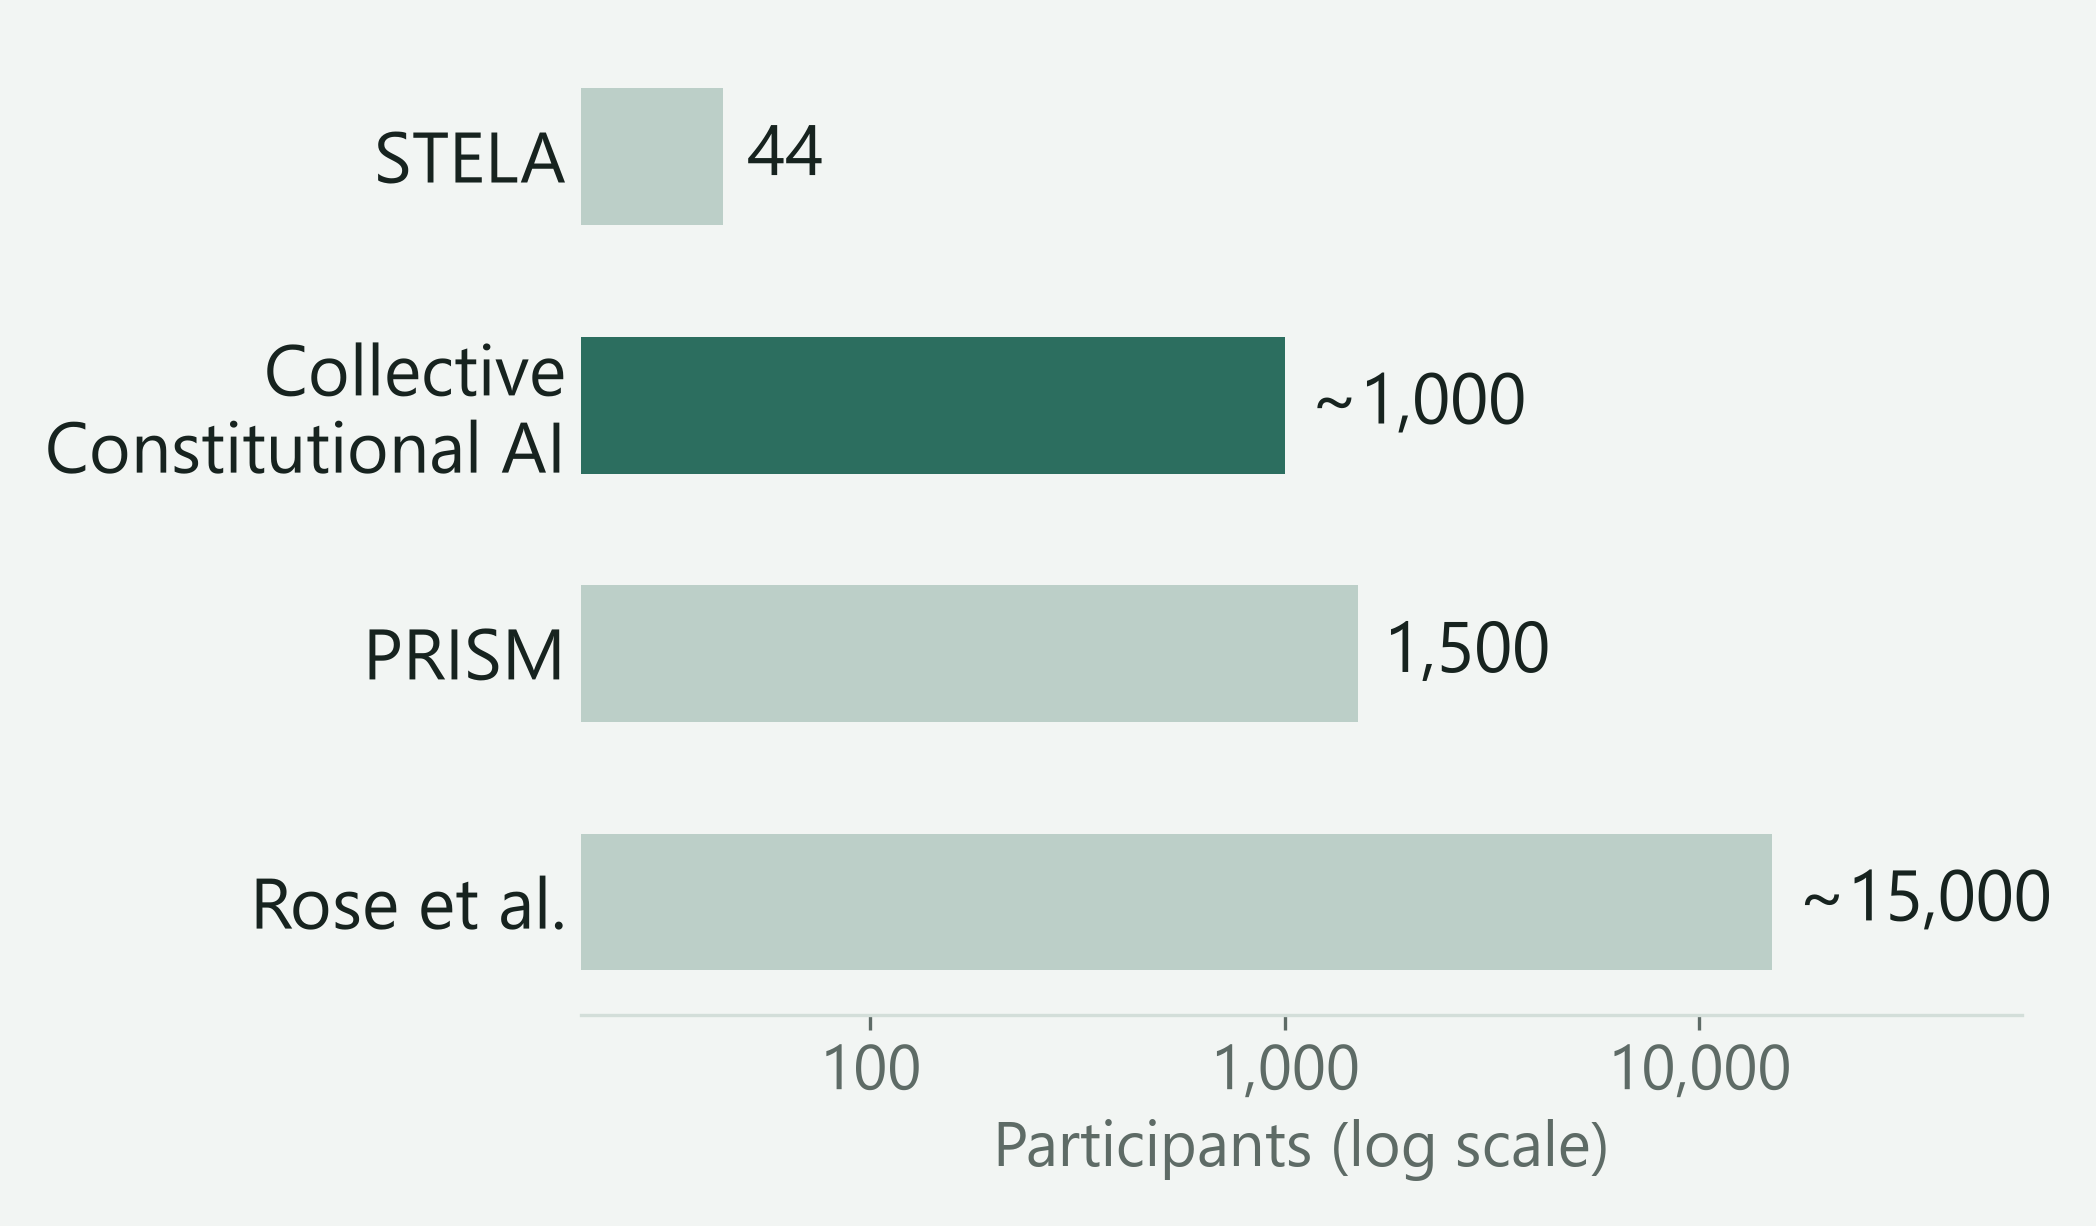 STELA
44
Collective
Constitutional AI
~1,000
PRISM
1,500
Rose et al.
~15,000
100
1,000
10,000
Participants (log scale)